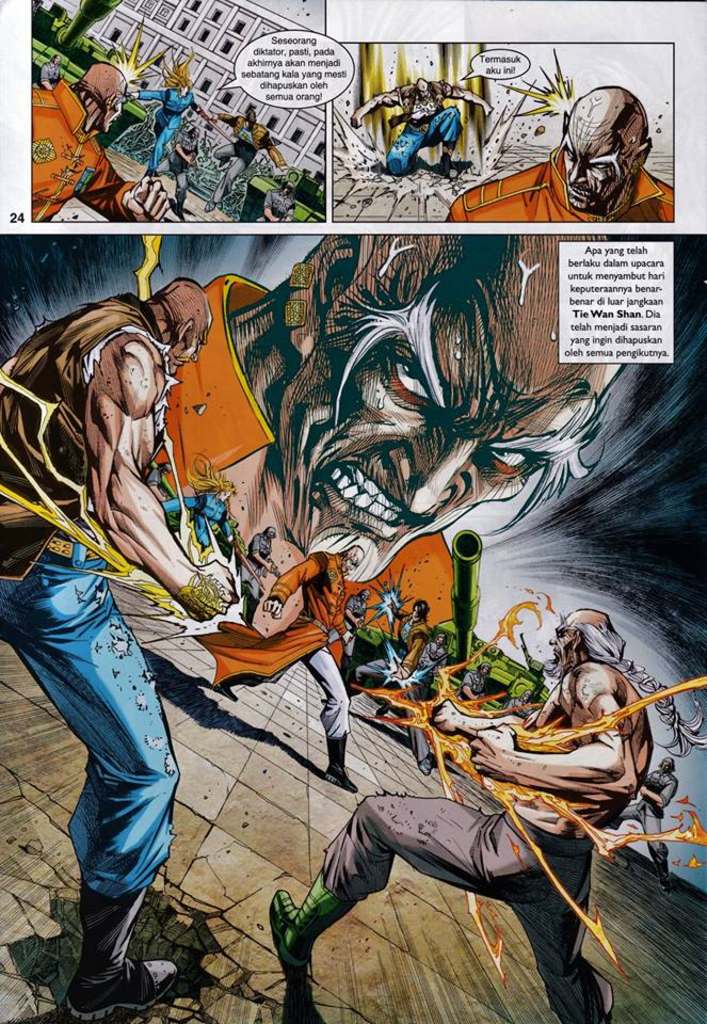 Seseorang
diktator, pasti, pada
akhirnya akan menjadi
sebatang kala yang mesti
dihapuskan oleh
semua orang!
Termasuk
aku ini!
24
Apa yang telah
berlaku dalam upacara
untuk menyambut hari
keputeraannya benar-
benar di luar jangkaan
Tie Wan Shan. Dia
telah menjadi sasaran
yang ingin dihapuskan
oleh semua pengikutnya.